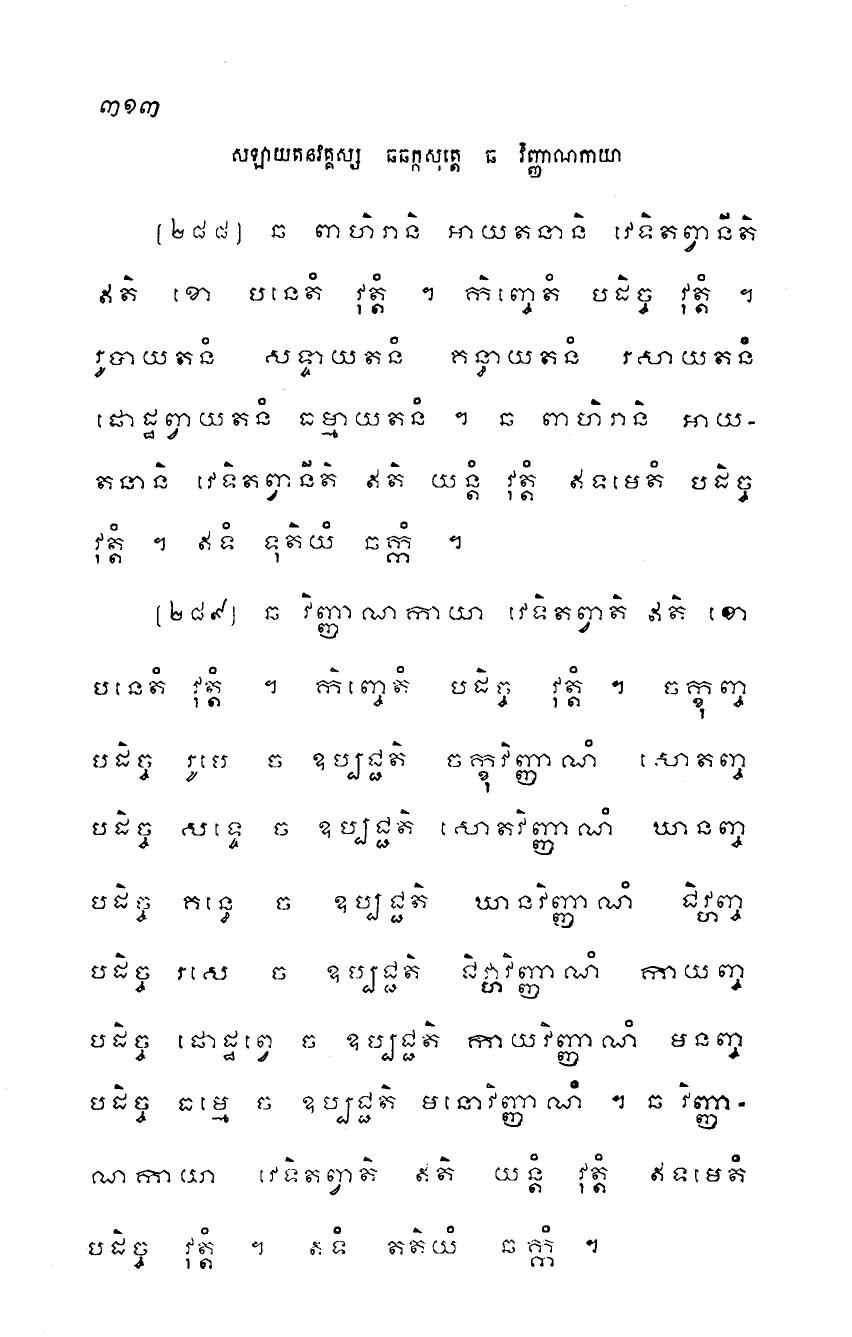 ៣១៣
សឡាយតនវគ្គស្ស ឆឆក្កសុត្តេ ឆ វិញ្ញាណកាយា
[២៨៨] ឆ ពាហិរានិ អាយតនានិ វេទិតព្វានីតិ
ឥតិ ខោ បនេតំ វុត្តំ ។ កិញ្ចេតំ បដិច្ច វុត្តំ ។
រូបាយតនំ សទ្ទាយតនំ គន្ធាយតនំ រសាយតនំ
ផោដ្ឋព្វាយតនំ ធម្មាយតនំ ។ ឆ ពាហិរានិ អាយ-
តនានិ វេទិតព្វានីតិ ឥតិ យន្តំ វុត្តំ ឥទមេតំ បដិច្ច
វុត្តំ ។ ឥទំ ទុតិយំ ឆក្កំ ។
[២៨៩] ឆ វិញ្ញាណកាយា វេទិតព្វាតិ ឥតិ ខោ
បនេតំ វុត្តំ ។ កិញ្ចេតំ បដិច្ច វុត្តំ ។ ចក្ខុញ្ច
បដិច្ច រូបេ ច ឧប្បជ្ជតិ ចក្ខុវិញ្ញាណំ សោតញ្ច
បដិច្ច សទ្ទេ ច ឧប្បជ្ជតិ សោតវិញ្ញាណំ ឃានញ្ច
បដិច្ច គន្ធេ ច ឧប្បជ្ជតិ ឃានវិញ្ញាណំ ជិវ្ហញ្ច
បដិច្ច រសេ ច ឧប្បជ្ជតិ ជិវ្ហាវិញ្ញាណំ កាយញ្ច
បដិច្ច ផោដ្ឋព្វេ ច ឧប្បជ្ជតិ កាយវិញ្ញាណំ មនញ្ច
បដិច្ច ធម្មេ ច ឧប្បជ្ជតិ មនោវិញ្ញាណំ ។ ឆ វិញ្ញា-
ណកាយា វេទិតព្វាតិ ឥតិ យន្តំ វុត្តំ ឥទមេតំ
បដិច្ច វុត្តំ ។ ឥទំ តតិយំ ឆក្កំ ។